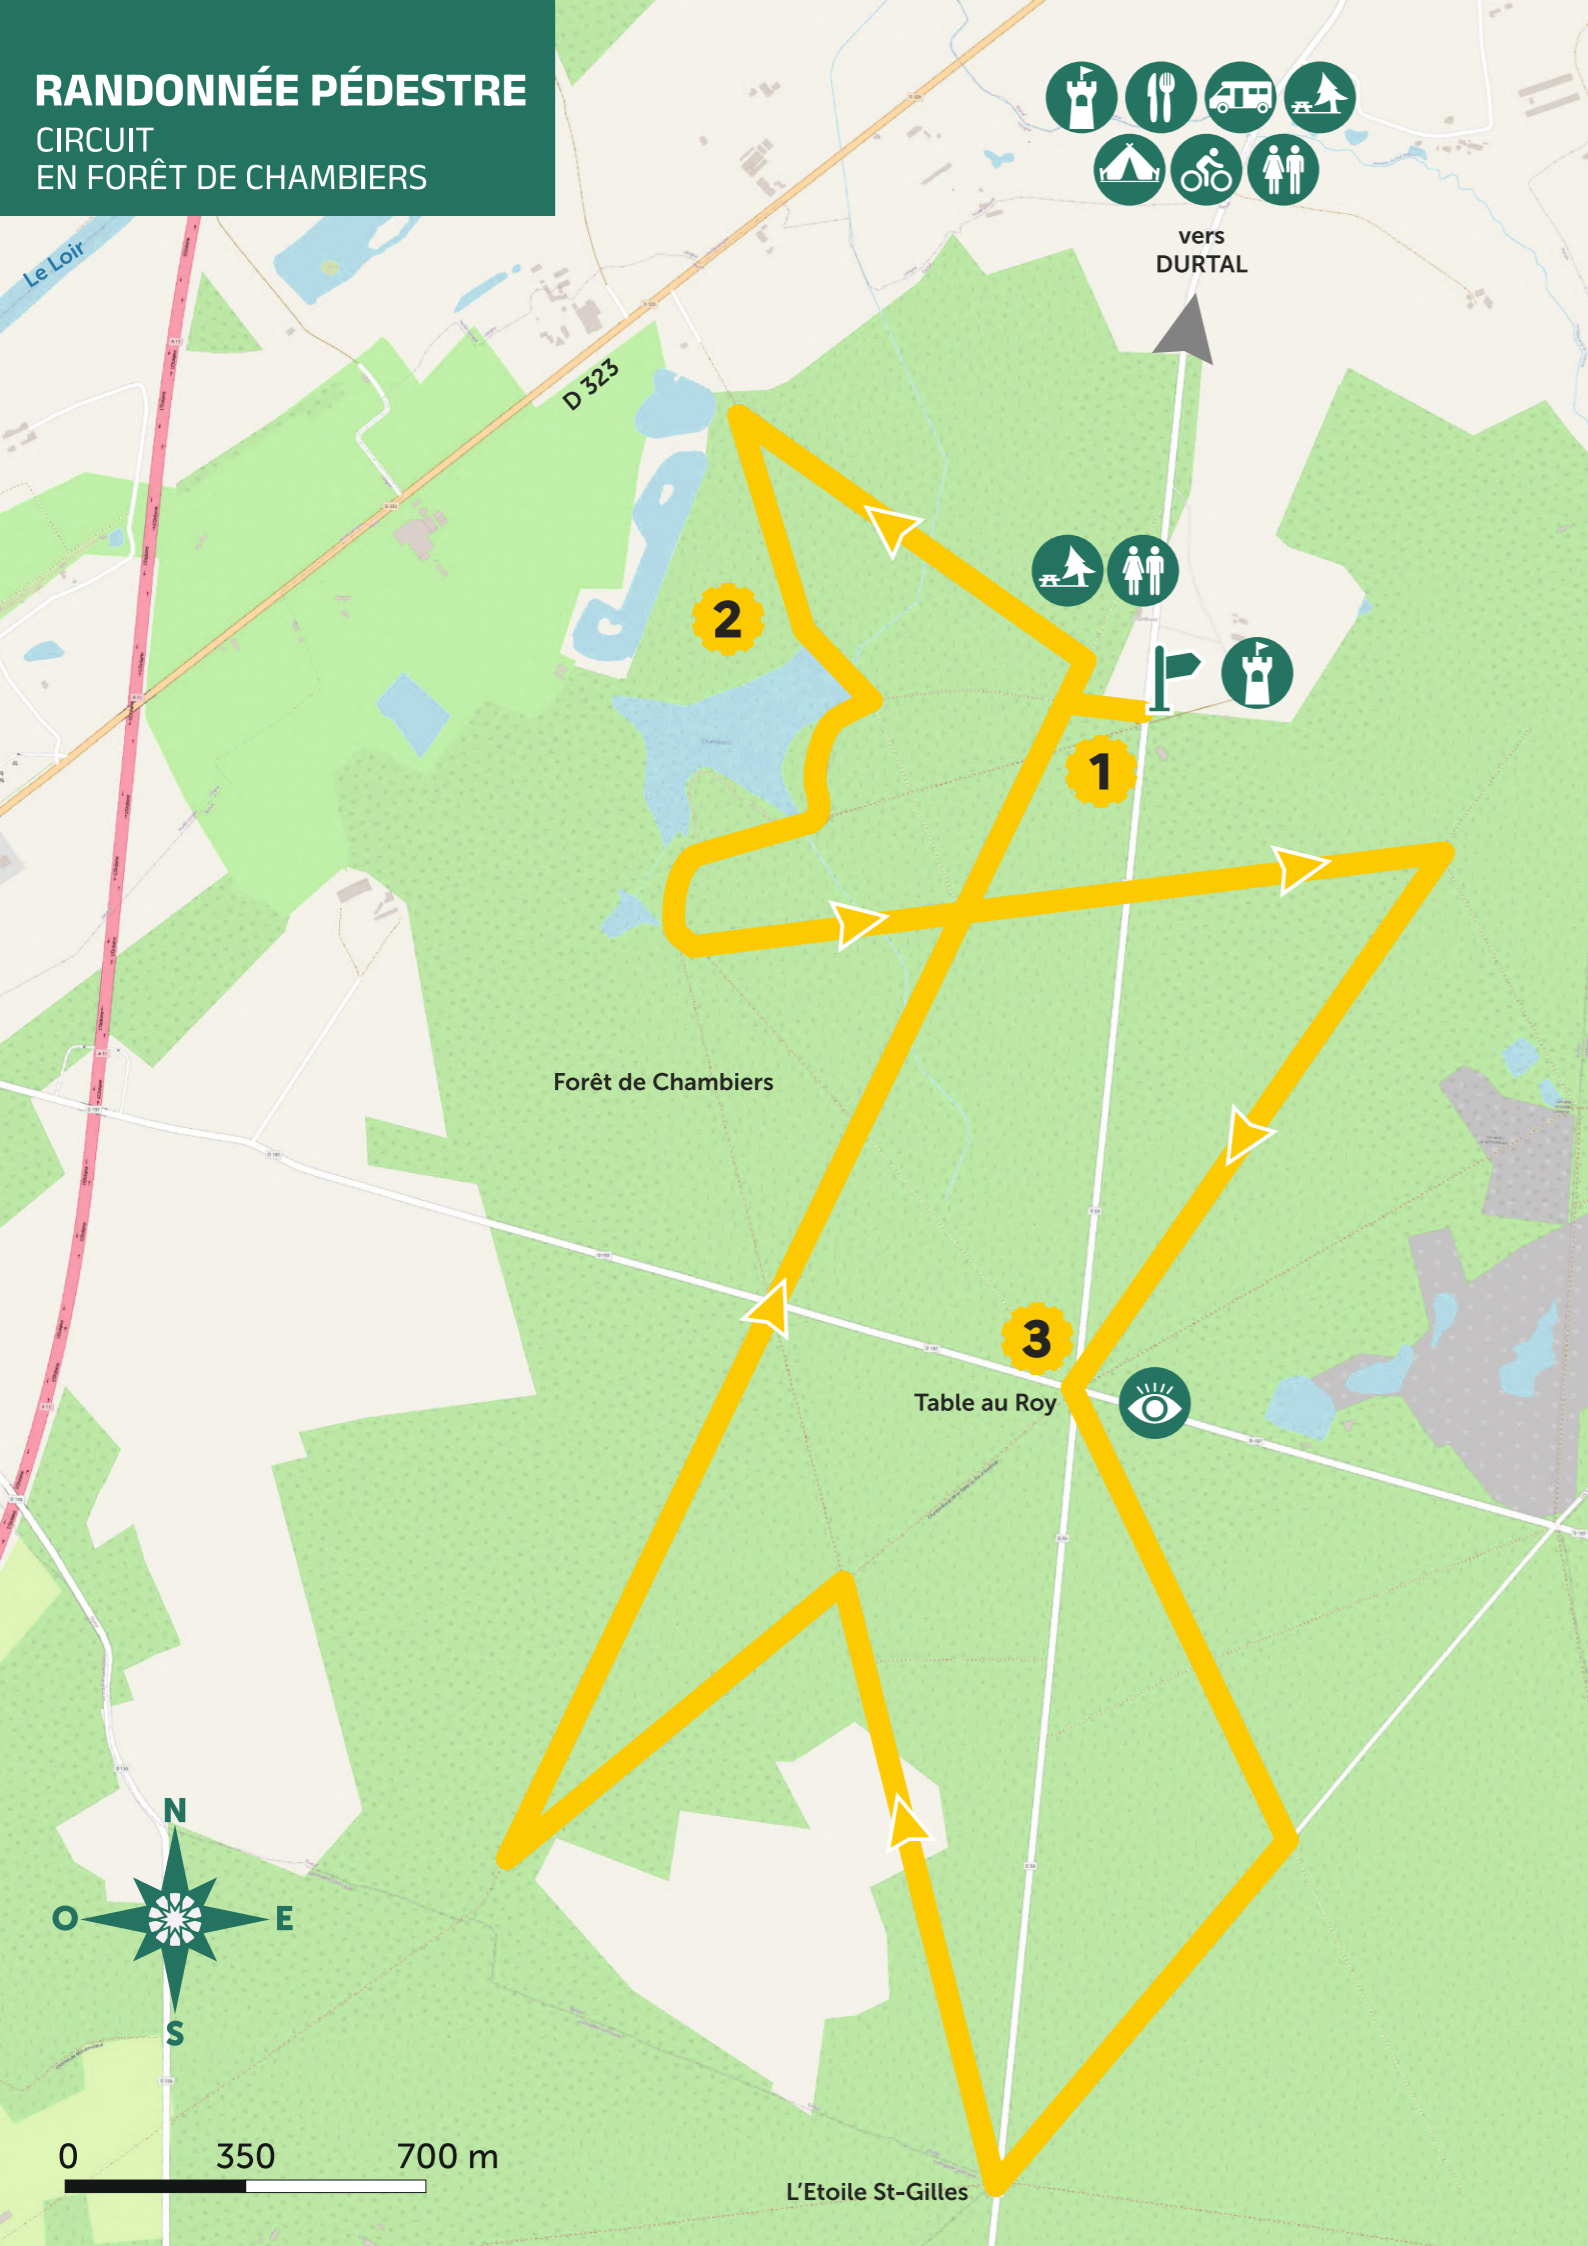 RANDONNÉE PÉDESTRE
CIRCUIT
EN FORÊT DE CHAMBIERS
Le Loir
vers
DURTAL
D 323
2
1
Forêt de Chambiers
3
Table au Roy
N
O
E
S
0 350 700 m
L'Etoile St-Gilles